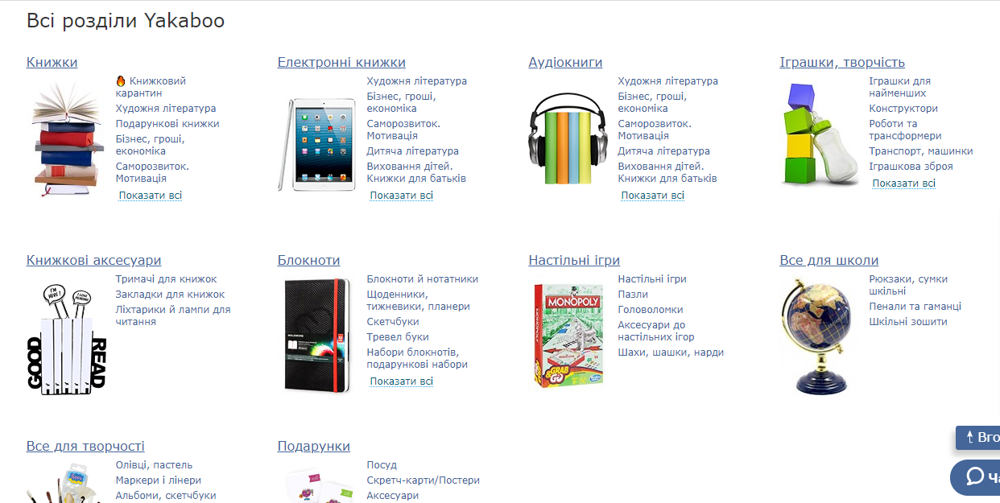 Всі розділи Yakaboo
Книжки
Книжковий
карантин
Художня література
Подарункові книжки
Бізнес, гроші,
економіка
Саморозвиток.
Мотивація
Показати всі
Електронні книжки
Художня література
Бізнес, гроші,
економіка
Саморозвиток.
Мотивація
Дитяча література
Виховання дітей.
Книжки для батьків
Показати всі
Аудіокниги
Художня література
Бізнес, гроші,
економіка
Саморозвиток.
Мотивація
Дитяча література
Виховання дітей.
Книжки для батьків
Показати всі
Іграшки, творчість
Іграшки для
найменших
Конструктори
Роботи та
трансформери
Транспорт, машинки
Іграшкова зброя
Показати всі
Книжкові аксесуари
I'M
HERE !
I LOVE
READING!
GOOD
READ
Тримачі для книжок
Закладки для книжок
Ліхтарики й лампи для
читання
Блокноти
MOLESKINE
Блокноти й нотатники
Щоденники,
тижневики, планери
Скетчбуки
Тревел буки
Набори блокнотів,
подарункові набори
Показати всі
Настільні ігри
MONOPOLY
MONOPOLY
GRAB
GO
Настільні ігри
Пазли
Головоломки
Аксесуари до
настільних ігор
Шахи, шашки, нарди
Все для школи
Рюкзаки, сумки
шкільні
Пенали та гаманці
Шкільні зошити
Вго
Ча
Все для творчості
Олівці, пастель
Маркери і лінери
Альбоми, скетчбуки
Подарунки
Посуд
Скретч-карти/Постери
Аксесуари